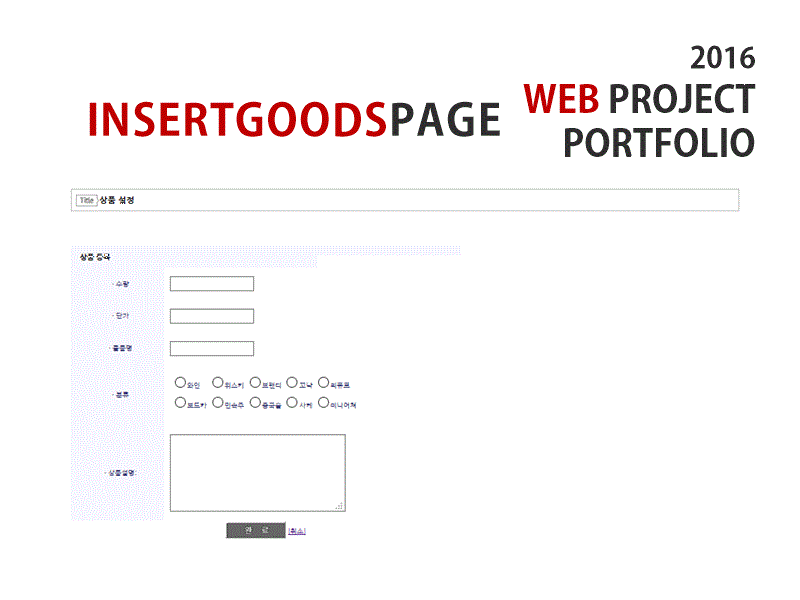 2016
WEB PROJECT
PORTFOLIO
INSERTGOODSPAGE
Title 상품 설정
상품 등록
· 수량
· 단가
· 품종명
· 분류
와인 위스키 브랜디 꼬냑 리큐르
보드카 민속주 중국술 사케 미니어쳐
· 상품설명:
완 료 [취소]